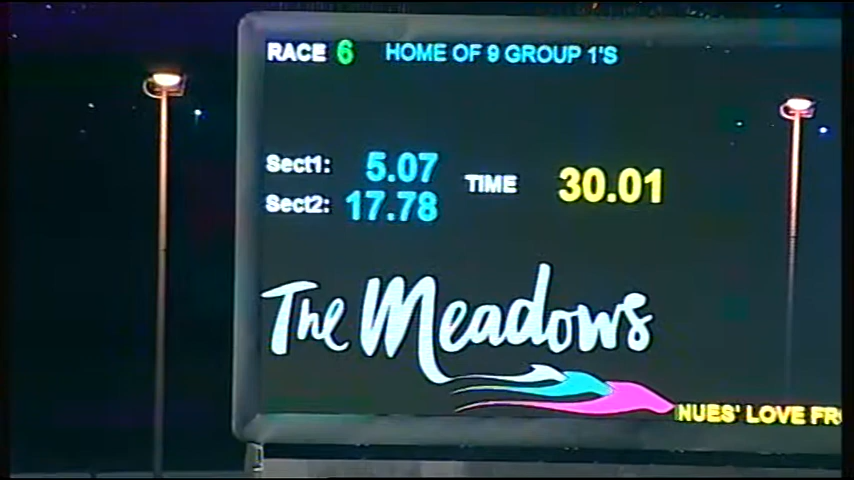 RACE 6 HOME OF 9 GROUP 1'S
Sect1: 5.07
TIME 30.01
Sect2: 17.78
The Meadows
NUES' LOVE FRO